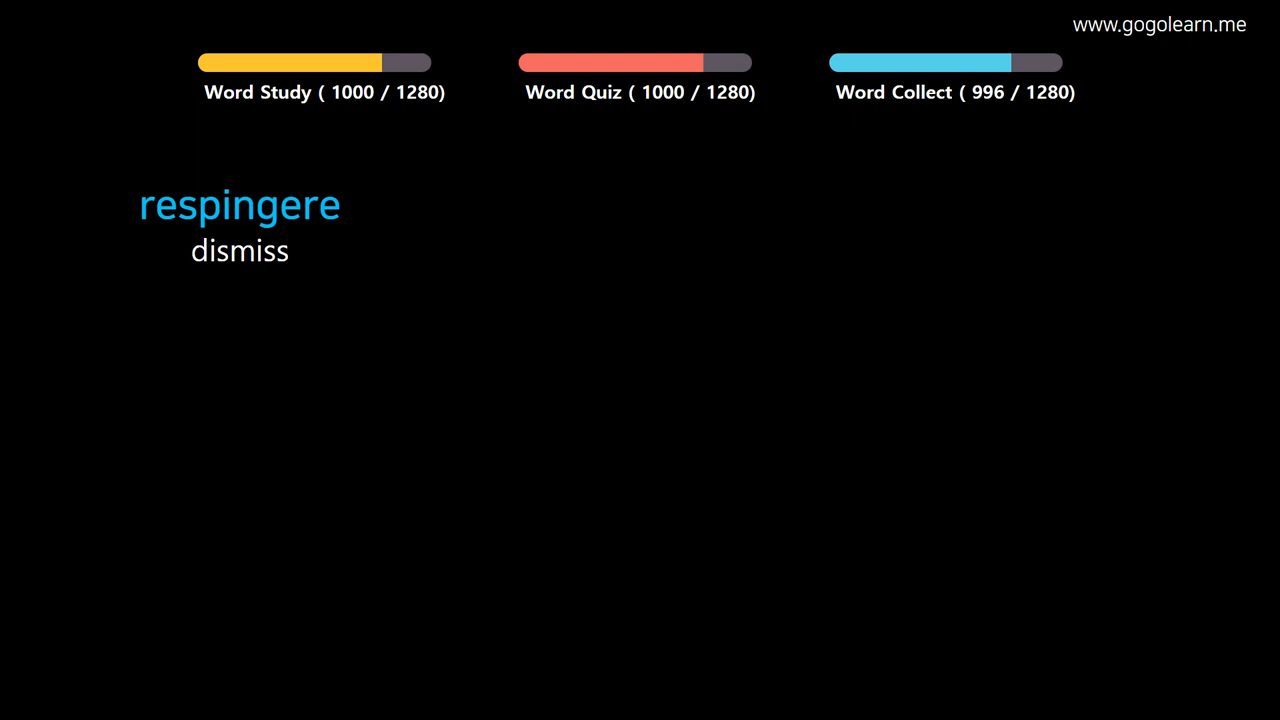 www.gogolearn.me
Word Study ( 1000 / 1280)
Word Quiz ( 1000 / 1280)
Word Collect ( 996 / 1280)
respingere
dismiss